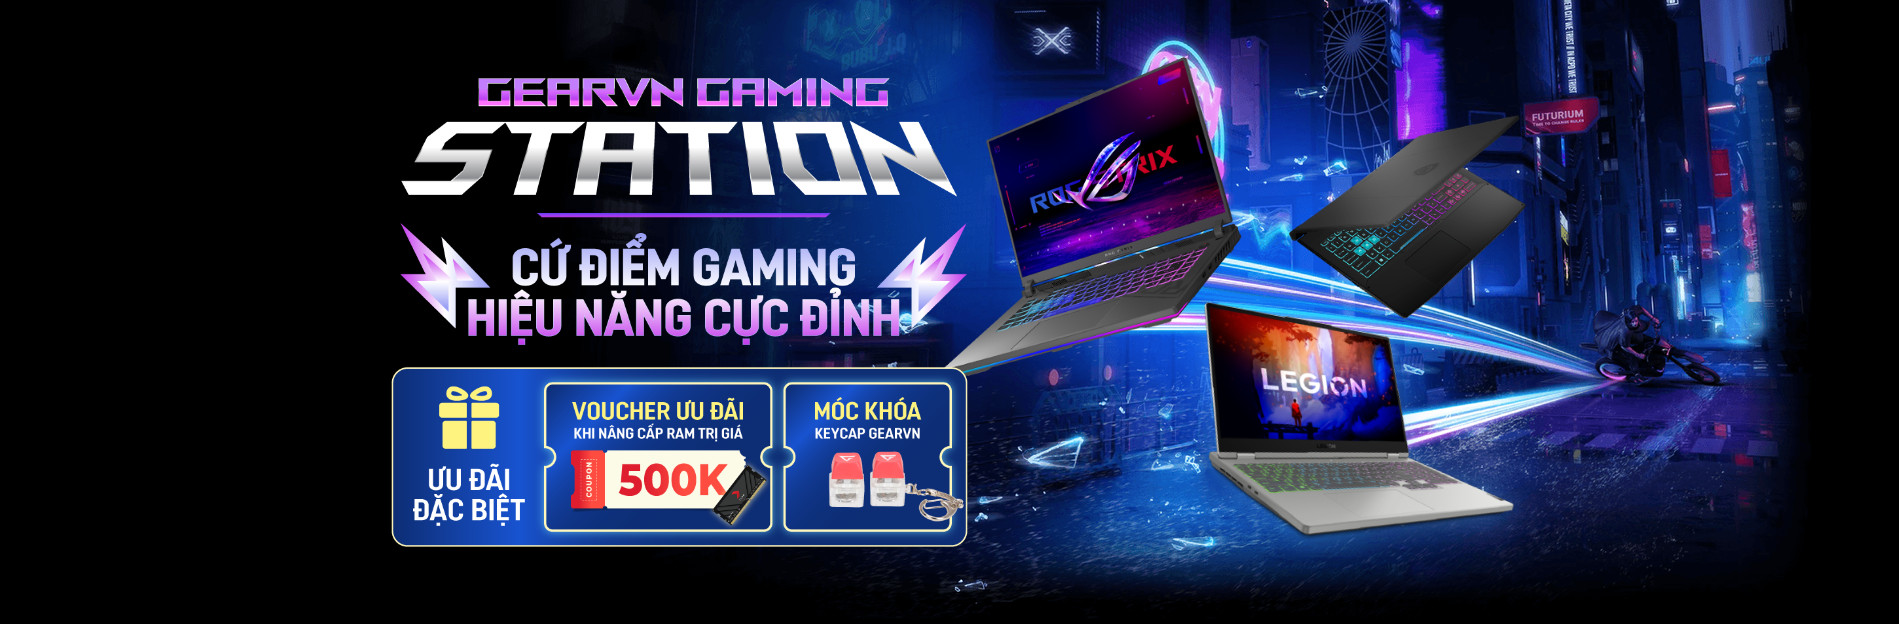 GEARVN GAMING
STATION
CỨ ĐIỂM GAMING
HIỆU NĂNG CỰC ĐỈNH
ƯU ĐÃI
ĐẶC BIỆT
VOUCHER ƯU ĐÃI
KHI NÂNG CẤP RAM TRỊ GIÁ
COUPON
500K
MÓC KHÓA
KEYCAP GEARVN
ROG
RIX
LEGION
FUTURIUM